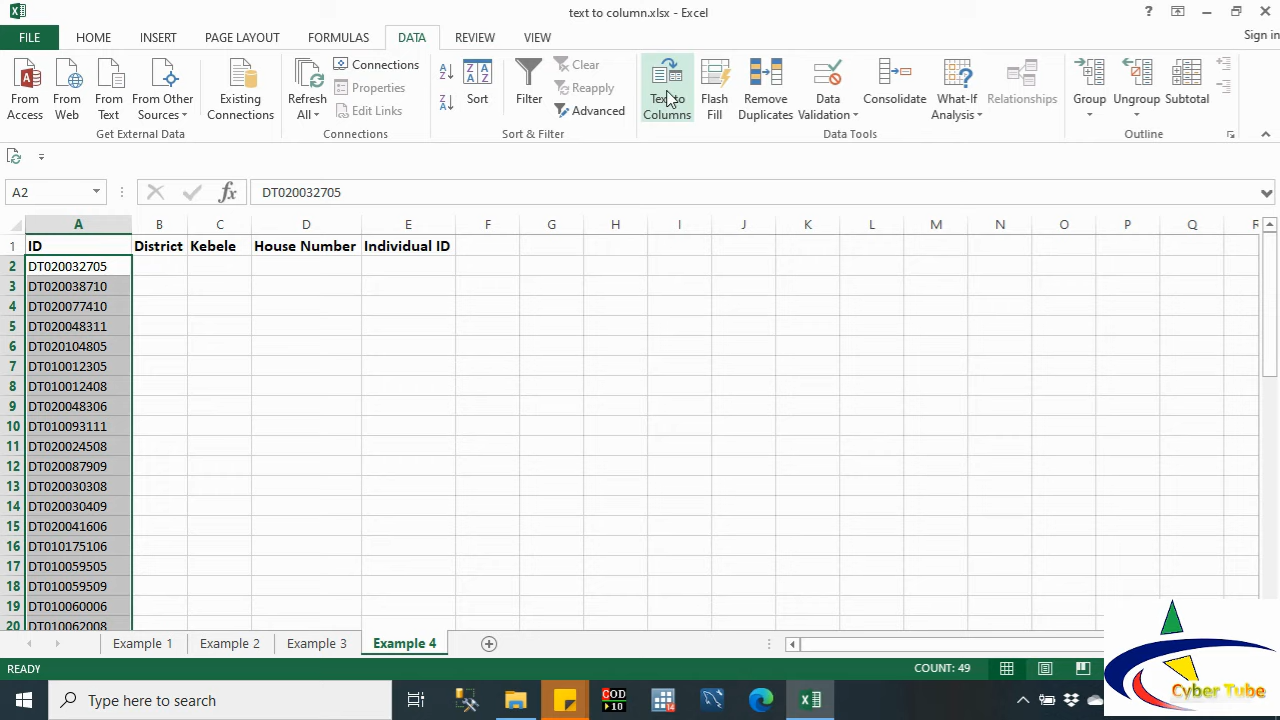 text to column.xlsx - Excel
FILE HOME INSERT PAGE LAYOUT FORMULAS DATA REVIEW VIEW Sign in
From Access
From Web
From Text
From Other Sources
Existing Connections
Get External Data
Refresh All
Connections
Properties
Edit Links
Connections
Sort
Filter
Clear
Reapply
Advanced
Sort & Filter
Text to Columns
Flash Fill
Remove Duplicates
Data Validation
Consolidate
What-If Analysis
Relationships
Data Tools
Group
Ungroup
Subtotal
Outline
A2 fx DT020032705
A B C D E F G H I J K L M N O P Q R
1 ID District Kebele House Number Individual ID
2 DT020032705
3 DT020038710
4 DT020077410
5 DT020048311
6 DT020104805
7 DT010012305
8 DT010012408
9 DT020048306
10 DT010093111
11 DT020024508
12 DT020087909
13 DT020030308
14 DT020030409
15 DT020041606
16 DT010175106
17 DT010059505
18 DT010059509
19 DT010060006
20 DT010062008
Example 1 Example 2 Example 3 Example 4
READY COUNT: 49
Type here to search
COD
10
Cyber Tube